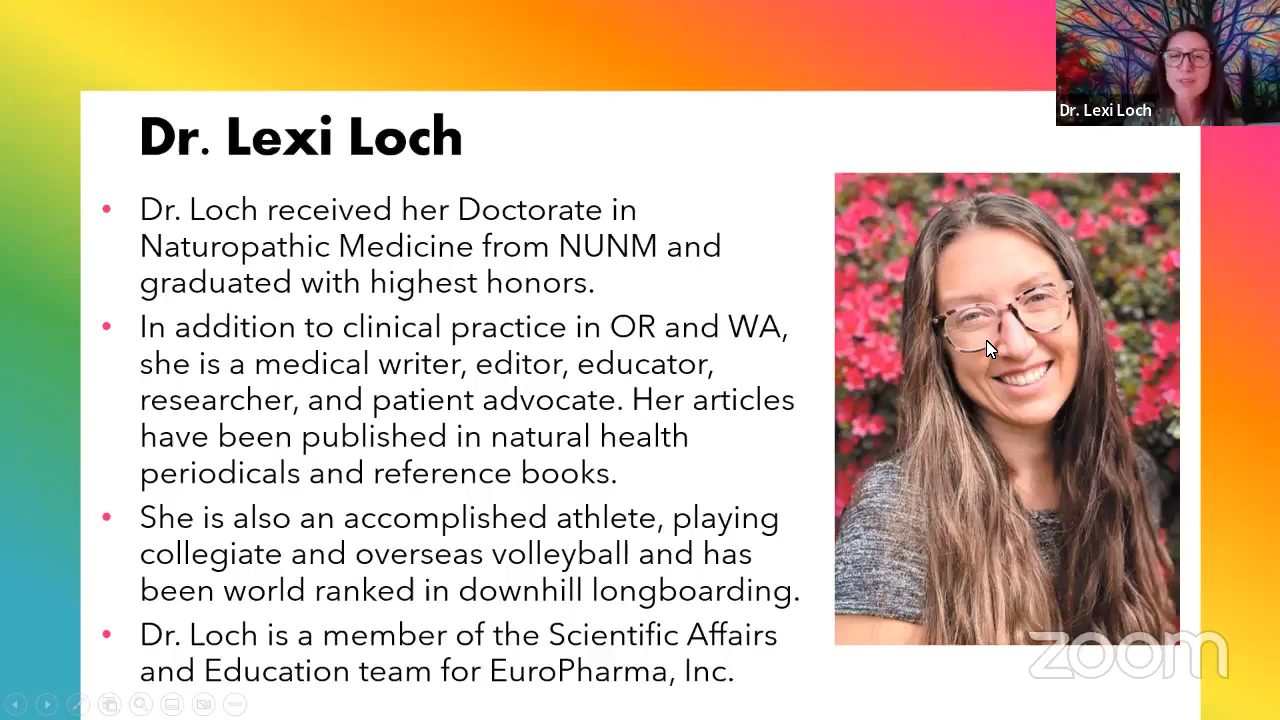 Dr. Lexi Loch
Dr. Lexi Loch
• Dr. Loch received her Doctorate in
Naturopathic Medicine from NUNM and
graduated with highest honors.
• In addition to clinical practice in OR and WA,
she is a medical writer, editor, educator,
researcher, and patient advocate. Her articles
have been published in natural health
periodicals and reference books.
• She is also an accomplished athlete, playing
collegiate and overseas volleyball and has
been world ranked in downhill longboarding.
• Dr. Loch is a member of the Scientific Affairs
and Education team for EuroPharma, Inc.
zoom